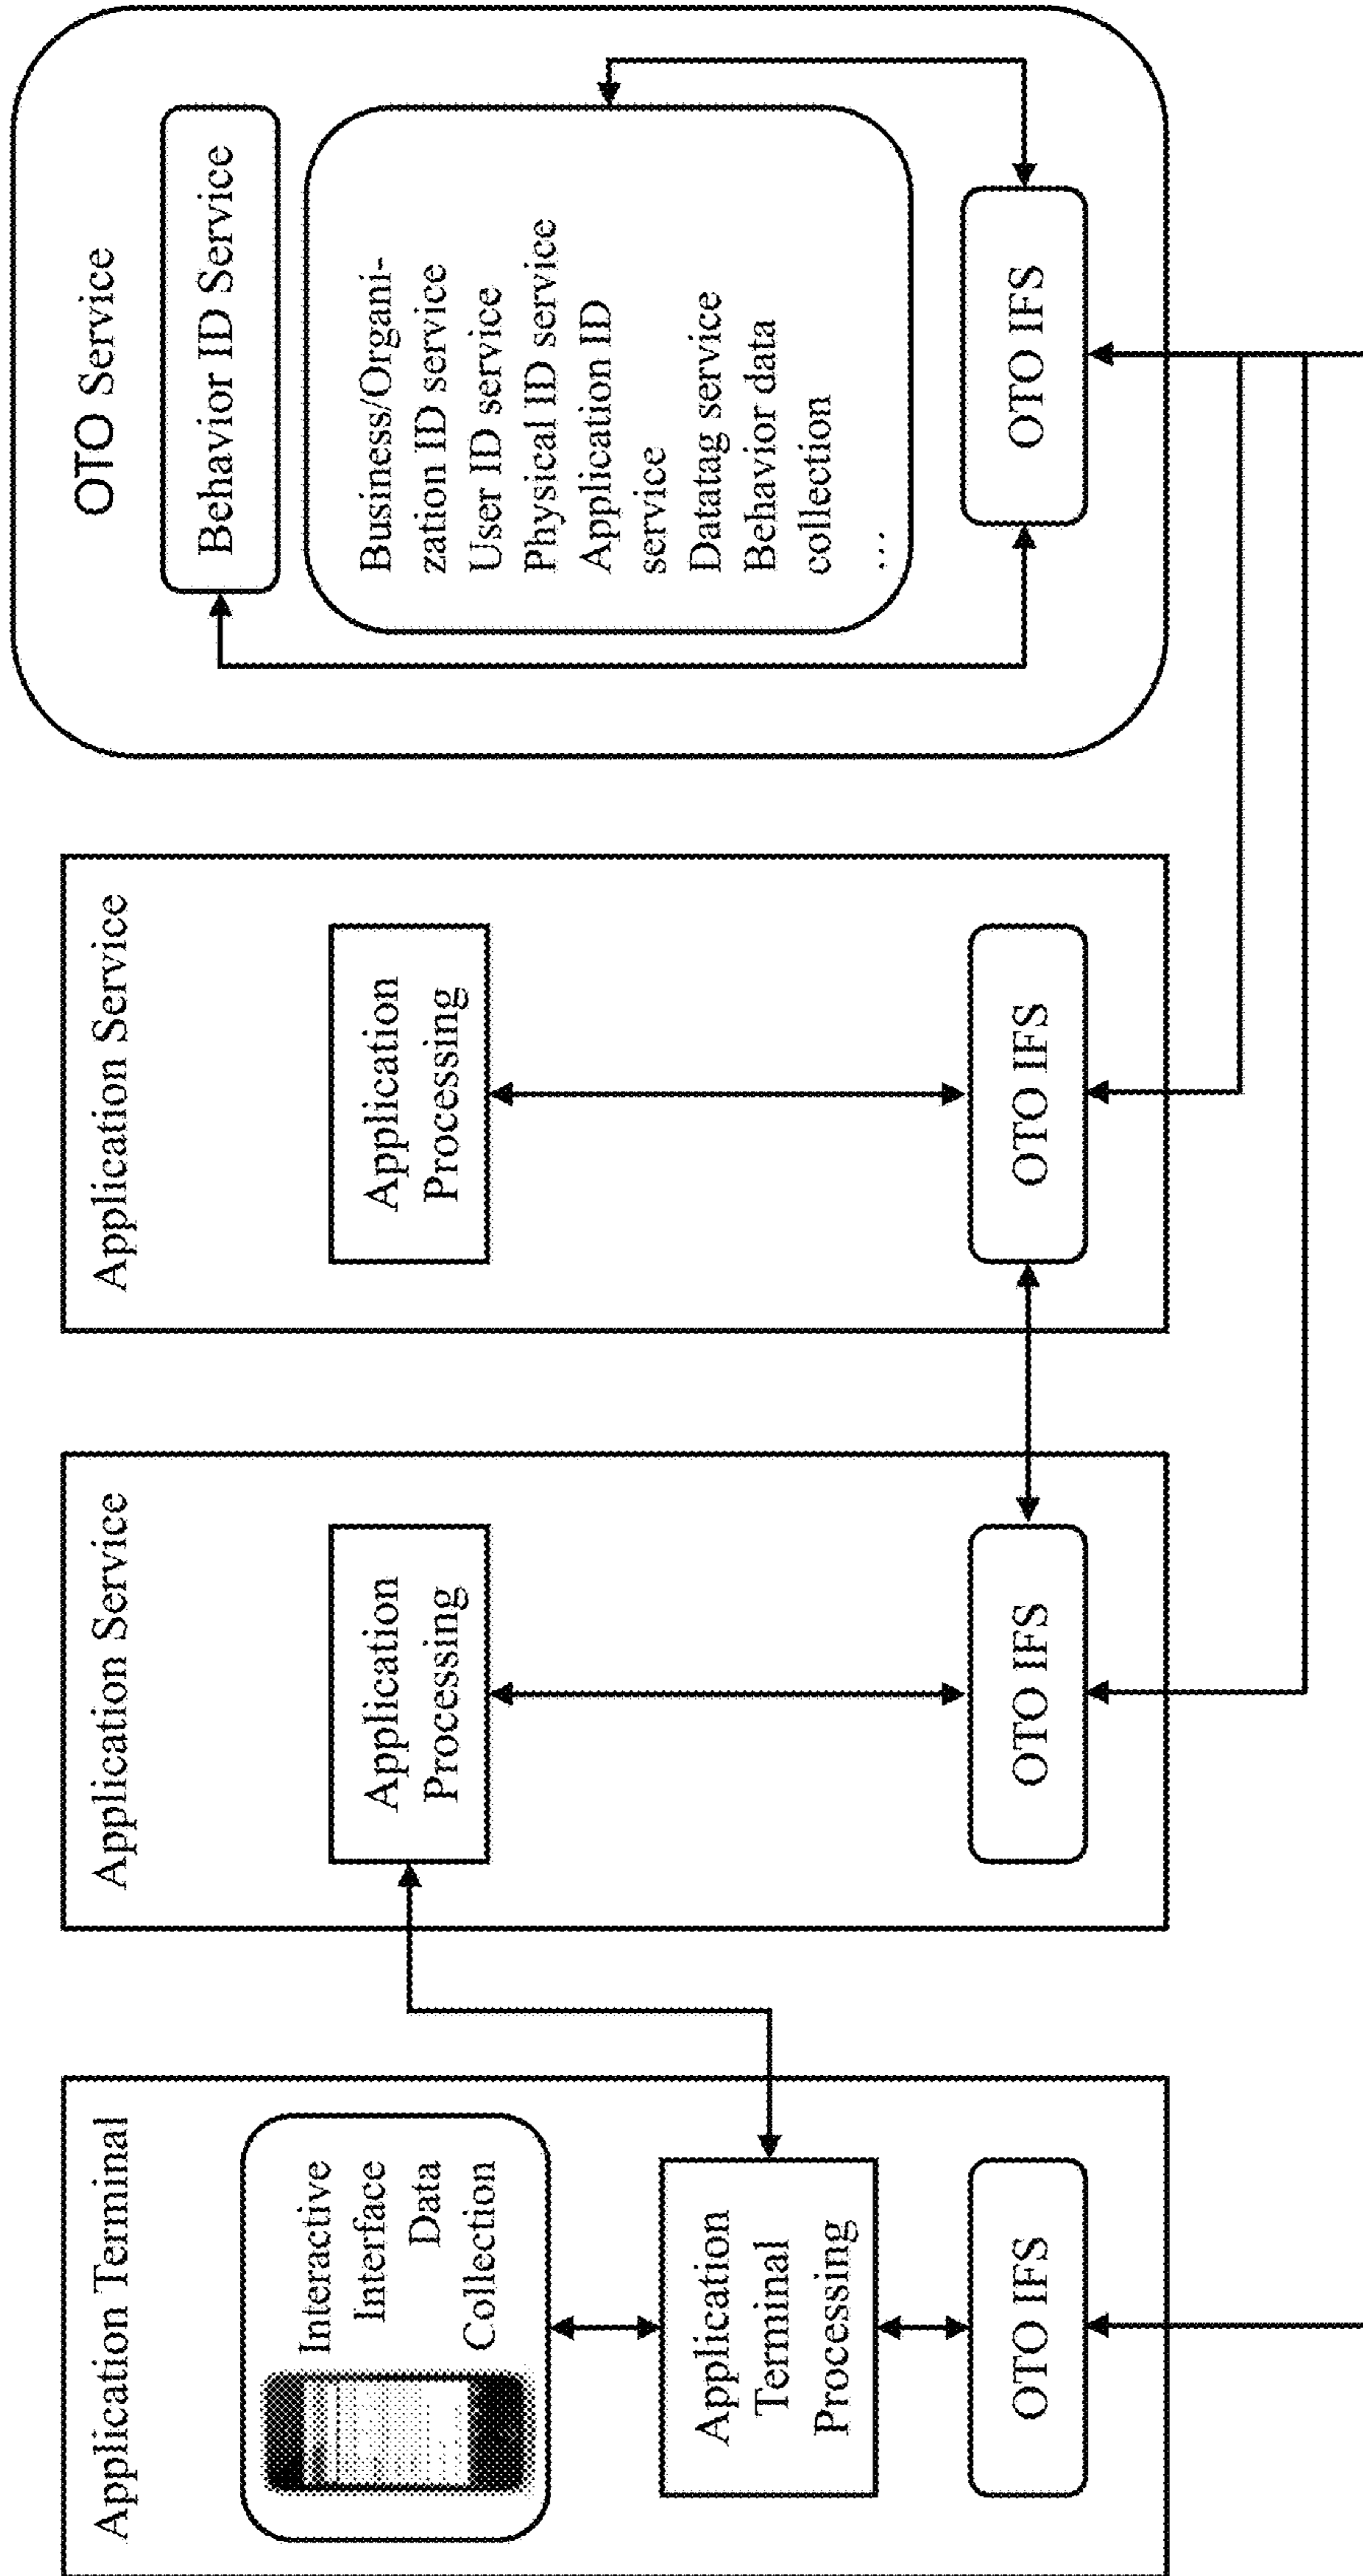 Application Terminal
Interactive
Interface
Data
Collection
Application
Terminal
Processing
OTO IFS
Application Service
Application
Processing
OTO IFS
Application Service
Application
Processing
OTO IFS
OTO Service
Behavior ID Service
Business/Organi-
zation ID service
User ID service
Physical ID service
Application ID
service
Datatag service
Behavior data
collection
...
OTO IFS